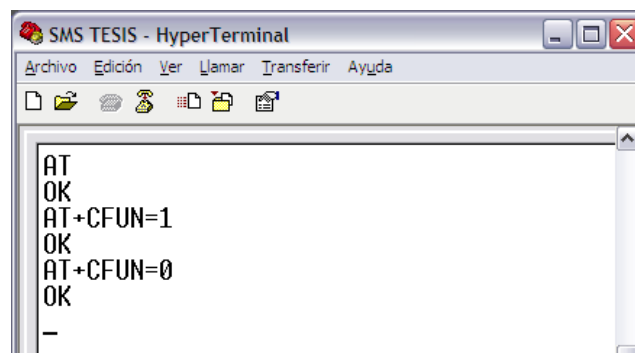 SMS TESIS - HyperTerminal
Archivo Edición Ver Llamar Transferir Ayuda
AT
OK
AT+CFUN=1
OK
AT+CFUN=0
OK
_